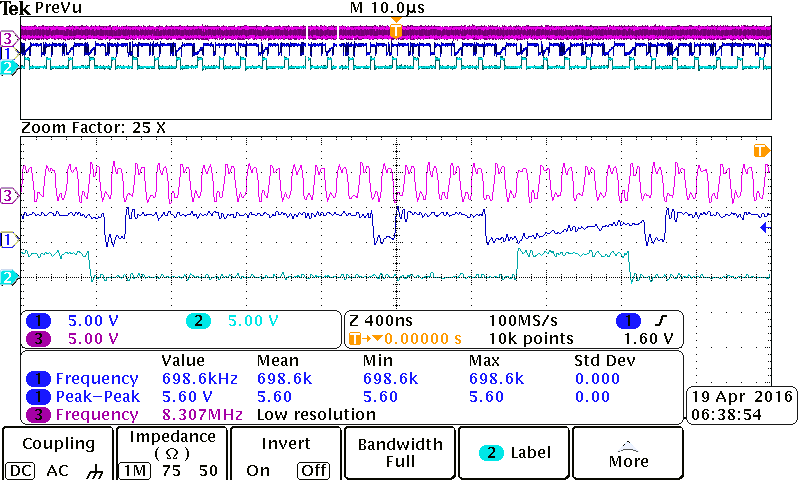 Tek PreVu M 10.0µs
T
3
1
2
Zoom Factor: 25 X
T
3
1
2
1 5.00 V 2 5.00 V
3 5.00 V
Z 400ns 100MS/s 1
T 0.00000 s 10k points 1.60 V
Value Mean Min Max Std Dev
1 Frequency 698.6kHz 698.6k 698.6k 698.6k 0.000
1 Peak-Peak 5.60 V 5.60 5.60 5.60 0.00
3 Frequency 8.307MHz Low resolution
19 Apr 2016
06:38:54
Coupling
DC AC
Impedance
(Ω)
1M 75 50
Invert
On Off
Bandwidth
Full
2 Label
More